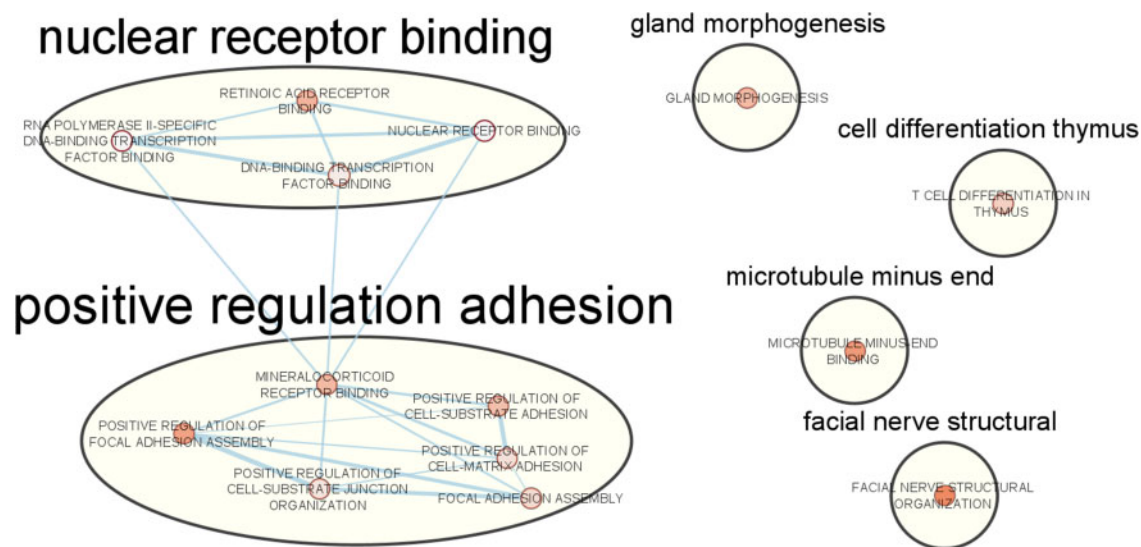 nuclear receptor binding
RETINOIC ACID RECEPTOR
BINDING
RNA POLYMERASE II-SPECIFIC
DNA-BINDING TRANSCRIPTION
FACTOR BINDING
NUCLEAR RECEPTOR BINDING
DNA-BINDING TRANSCRIPTION
FACTOR BINDING
gland morphogenesis
GLAND MORPHOGENESIS
cell differentiation thymus
T CELL DIFFERENTIATION IN
THYMUS
positive regulation adhesion
MINERALOCORTICOID
RECEPTOR BINDING
POSITIVE REGULATION OF
CELL-SUBSTRATE ADHESION
POSITIVE REGULATION OF
FOCAL ADHESION ASSEMBLY
POSITIVE REGULATION OF
CELL-MATRIX ADHESION
POSITIVE REGULATION OF
CELL-SUBSTRATE JUNCTION
ORGANIZATION
FOCAL ADHESION ASSEMBLY
microtubule minus end
MICROTUBULE MINUS-END
BINDING
facial nerve structural
FACIAL NERVE STRUCTURAL
ORGANIZATION